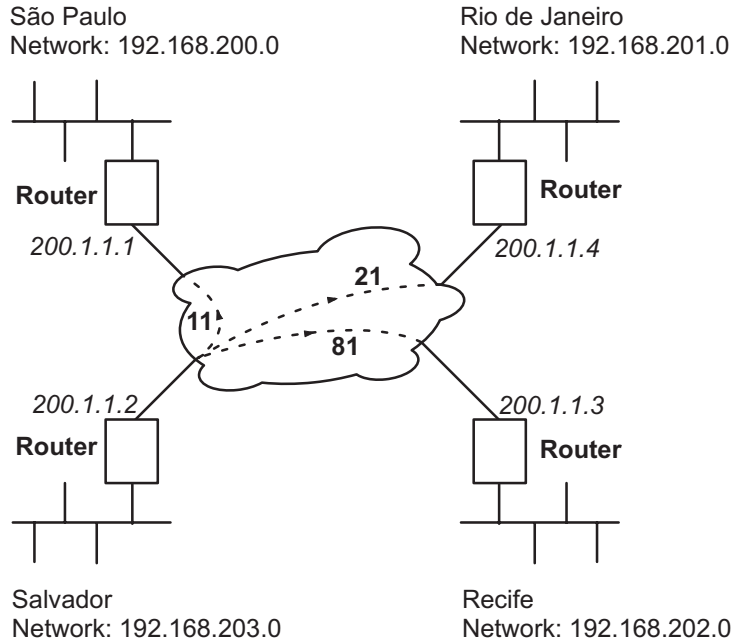 São Paulo
Network: 192.168.200.0
Rio de Janeiro
Network: 192.168.201.0
Router
Router
200.1.1.1
200.1.1.4
21
11
81
200.1.1.2
200.1.1.3
Router
Router
Salvador
Network: 192.168.203.0
Recife
Network: 192.168.202.0